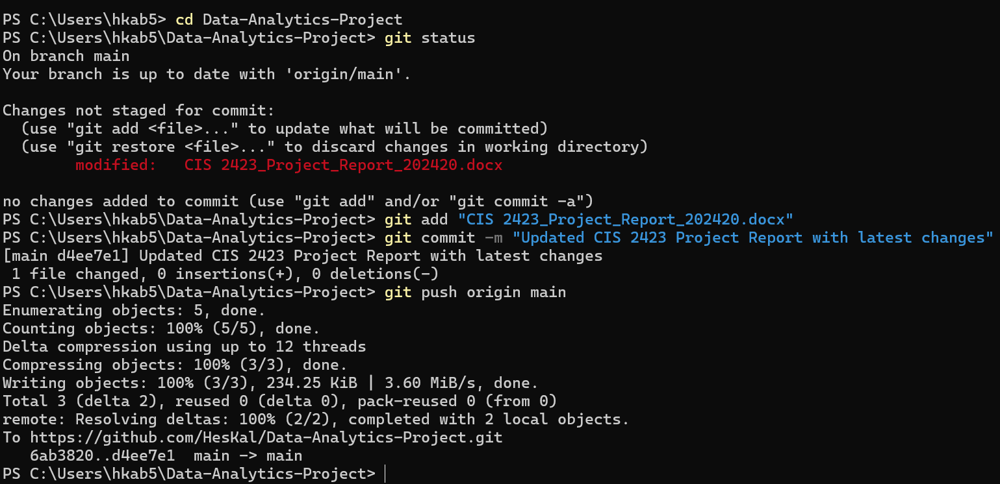 PS C:\Users\hkab5> cd Data-Analytics-Project
PS C:\Users\hkab5\Data-Analytics-Project> git status
On branch main
Your branch is up to date with 'origin/main'.
Changes not staged for commit:
  (use "git add <file>..." to update what will be committed)
  (use "git restore <file>..." to discard changes in working directory)
        modified:   CIS 2423_Project_Report_202420.docx
no changes added to commit (use "git add" and/or "git commit -a")
PS C:\Users\hkab5\Data-Analytics-Project> git add "CIS 2423_Project_Report_202420.docx"
PS C:\Users\hkab5\Data-Analytics-Project> git commit -m "Updated CIS 2423 Project Report with latest changes"
[main d4ee7e1] Updated CIS 2423 Project Report with latest changes
 1 file changed, 0 insertions(+), 0 deletions(-)
PS C:\Users\hkab5\Data-Analytics-Project> git push origin main
Enumerating objects: 5, done.
Counting objects: 100% (5/5), done.
Delta compression using up to 12 threads
Compressing objects: 100% (3/3), done.
Writing objects: 100% (3/3), 234.25 KiB | 3.60 MiB/s, done.
Total 3 (delta 2), reused 0 (delta 0), pack-reused 0 (from 0)
remote: Resolving deltas: 100% (2/2), completed with 2 local objects.
To https://github.com/HesKal/Data-Analytics-Project.git
   6ab3820..d4ee7e1  main -> main
PS C:\Users\hkab5\Data-Analytics-Project>